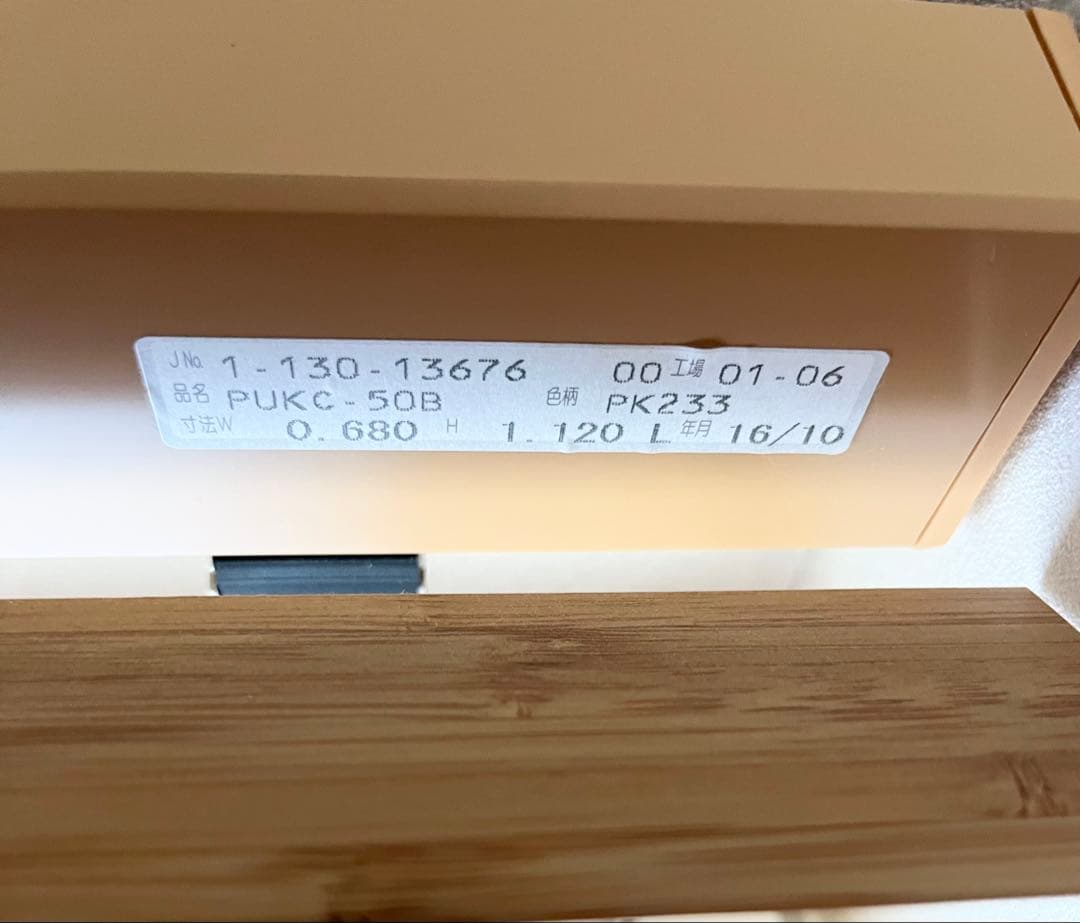 J No. 1-130-13676 00 工場 01-06
品名 PUKC-50B 色柄 PK233
寸法W 0.680 H 1.120 L 年月 16/10